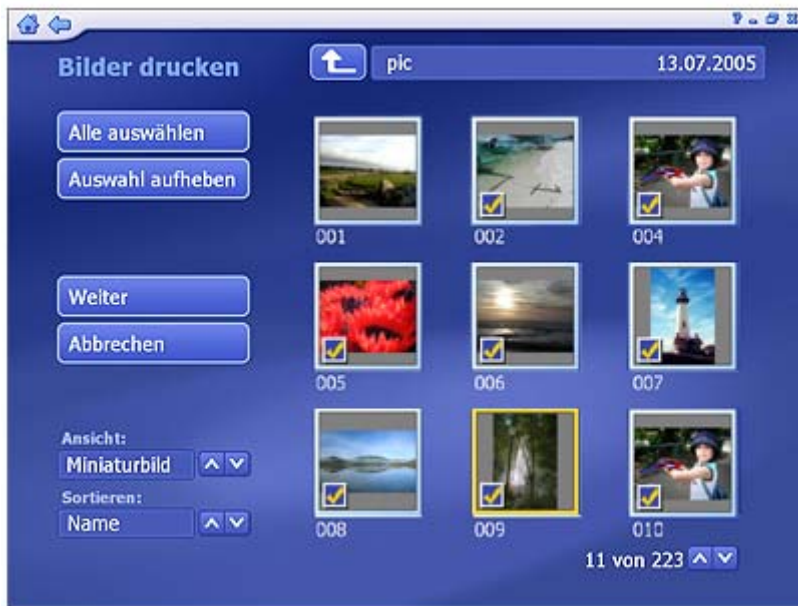 Bilder drucken
pic 13.07.2005
Alle auswählen
Auswahl aufheben
Weiter
Abbrechen
Ansicht:
Miniaturbild
Sortieren:
Name
001 002 004
005 006 007
008 009 010
11 von 223